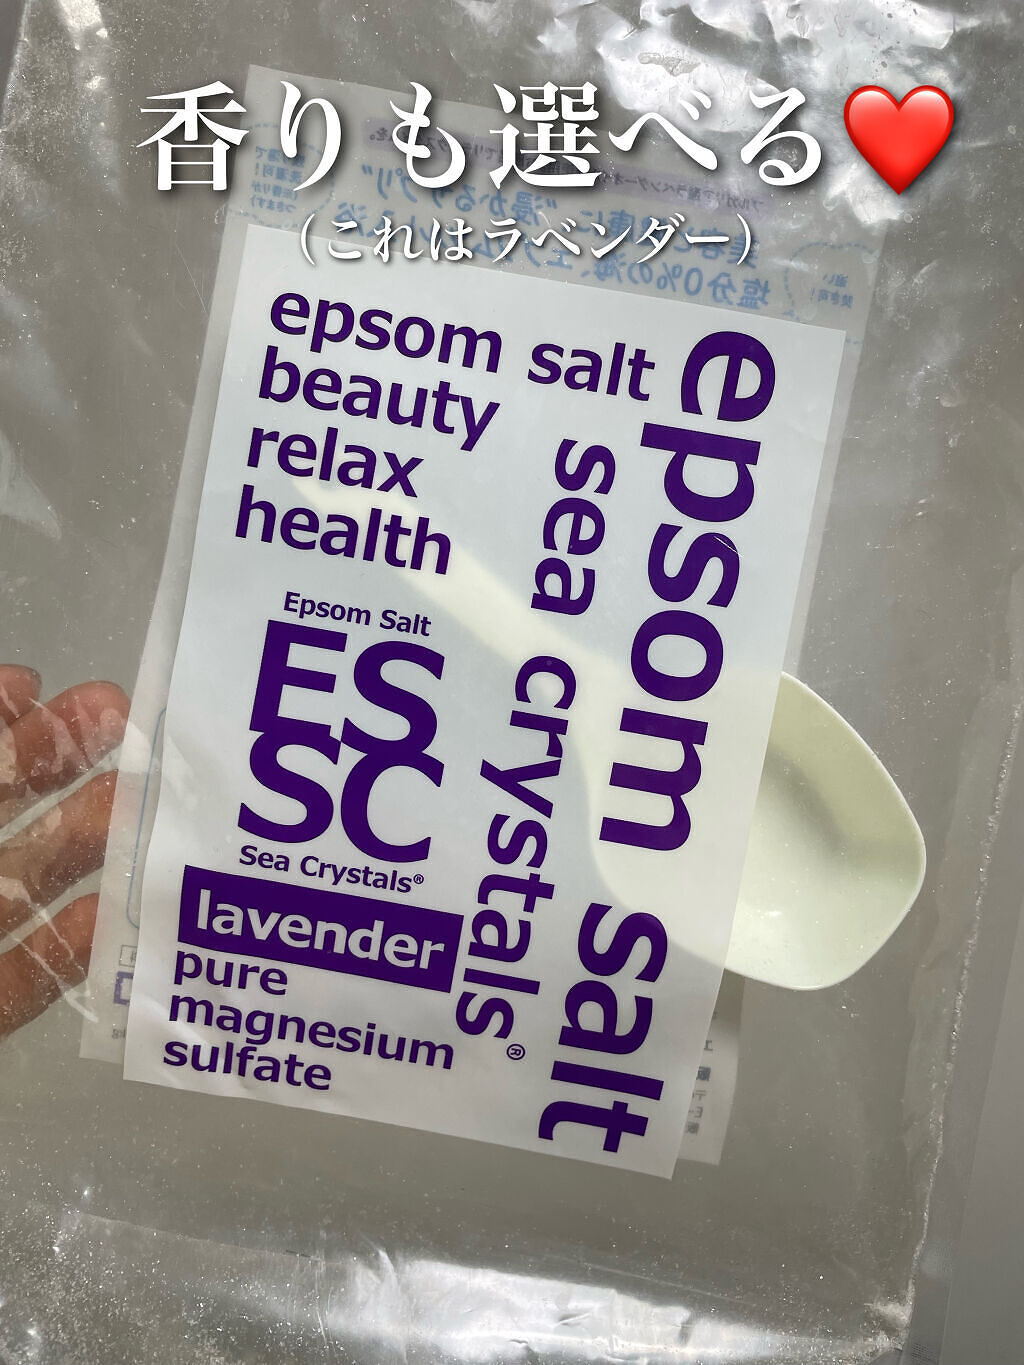 香りも選べる❤️
(これはラベンダー)
epsom salt
beauty
relax
health
epsom salt
sea crystals®
Epsom Salt
ES
SC
Sea Crystals®
lavender
pure
magnesium
sulfate